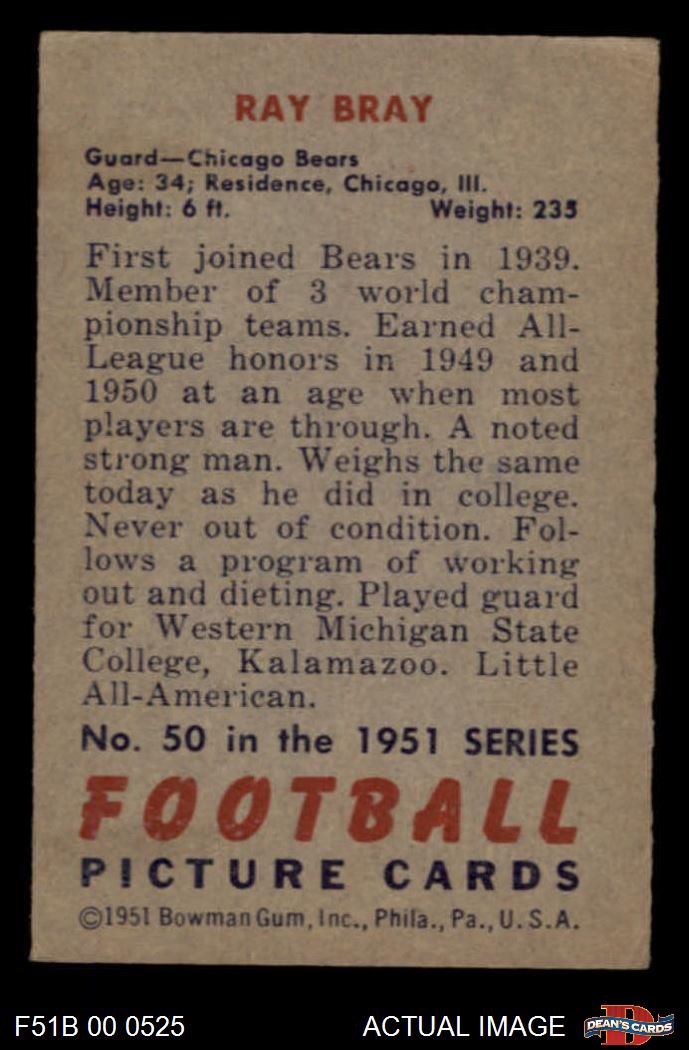 RAY BRAY
Guard—Chicago Bears
Age: 34; Residence, Chicago, Ill.
Height: 6 ft. Weight: 235
First joined Bears in 1939.
Member of 3 world cham-
pionship teams. Earned All-
League honors in 1949 and
1950 at an age when most
players are through. A noted
strong man. Weighs the same
today as he did in college.
Never out of condition. Fol-
lows a program of working
out and dieting. Played guard
for Western Michigan State
College, Kalamazoo. Little
All-American.
No. 50 in the 1951 SERIES
FOOTBALL
PICTURE CARDS
©1951 Bowman Gum, Inc., Phila., Pa., U.S.A.
F51B 00 0525 ACTUAL IMAGE D DEAN'S CARDS